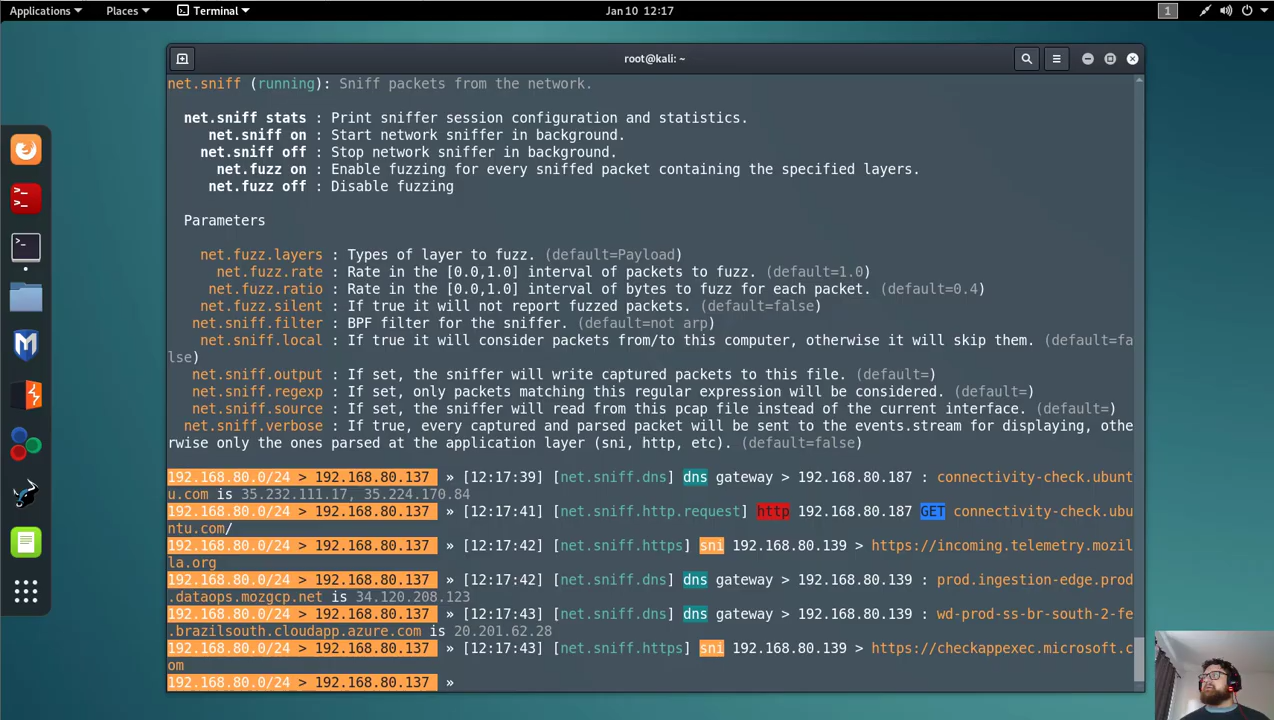 Applications Places Terminal Jan 10 12:17 1
root@kali: ~
net.sniff (running): Sniff packets from the network.
net.sniff stats : Print sniffer session configuration and statistics.
net.sniff on : Start network sniffer in background.
net.sniff off : Stop network sniffer in background.
net.fuzz on : Enable fuzzing for every sniffed packet containing the specified layers.
net.fuzz off : Disable fuzzing
Parameters
net.fuzz.layers : Types of layer to fuzz. (default=Payload)
net.fuzz.rate : Rate in the [0.0,1.0] interval of packets to fuzz. (default=1.0)
net.fuzz.ratio : Rate in the [0.0,1.0] interval of bytes to fuzz for each packet. (default=0.4)
net.fuzz.silent : If true it will not report fuzzed packets. (default=false)
net.sniff.filter : BPF filter for the sniffer. (default=not arp)
net.sniff.local : If true it will consider packets from/to this computer, otherwise it will skip them. (default=fa
lse)
net.sniff.output : If set, the sniffer will write captured packets to this file. (default=)
net.sniff.regexp : If set, only packets matching this regular expression will be considered. (default=)
net.sniff.source : If set, the sniffer will read from this pcap file instead of the current interface. (default=)
net.sniff.verbose : If true, every captured and parsed packet will be sent to the events.stream for displaying, othe
rwise only the ones parsed at the application layer (sni, http, etc). (default=false)
192.168.80.0/24 > 192.168.80.137 » [12:17:39] [net.sniff.dns] dns gateway > 192.168.80.187 : connectivity-check.ubunt
u.com is 35.232.111.17, 35.224.170.84
192.168.80.0/24 > 192.168.80.137 » [12:17:41] [net.sniff.http.request] http 192.168.80.187 GET connectivity-check.ubu
ntu.com/
192.168.80.0/24 > 192.168.80.137 » [12:17:42] [net.sniff.https] sni 192.168.80.139 > https://incoming.telemetry.mozil
la.org
192.168.80.0/24 > 192.168.80.137 » [12:17:42] [net.sniff.dns] dns gateway > 192.168.80.139 : prod.ingestion-edge.prod
.dataops.mozgcp.net is 34.120.208.123
192.168.80.0/24 > 192.168.80.137 » [12:17:43] [net.sniff.dns] dns gateway > 192.168.80.139 : wd-prod-ss-br-south-2-fe
.brazilsouth.cloudapp.azure.com is 20.201.62.28
192.168.80.0/24 > 192.168.80.137 » [12:17:43] [net.sniff.https] sni 192.168.80.139 > https://checkappexec.microsoft.c
om
192.168.80.0/24 > 192.168.80.137 »